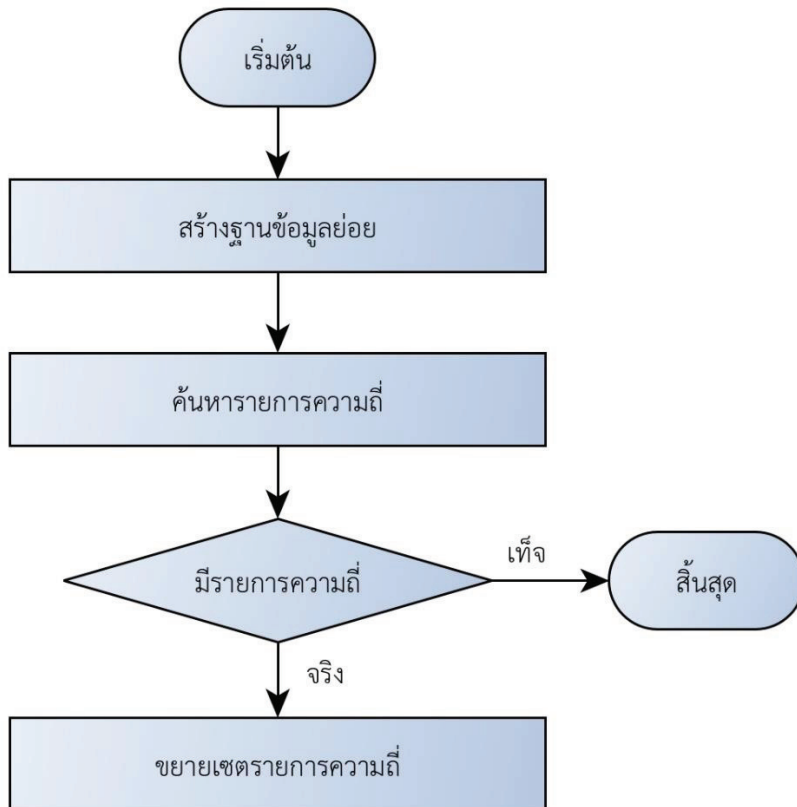 เริ่มต้น
สร้างฐานข้อมูลย่อย
ค้นหารายการความถี่
มีรายการความถี่
เท็จ
สิ้นสุด
จริง
ขยายเซตรายการความถี่